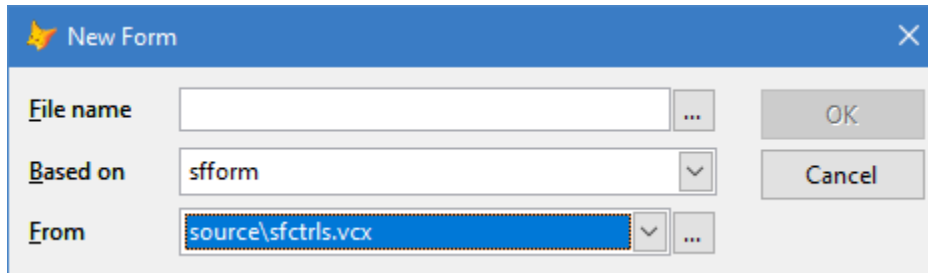 New Form
File name ...
OK
Based on sfform
Cancel
From source\sfctrls.vcx ...